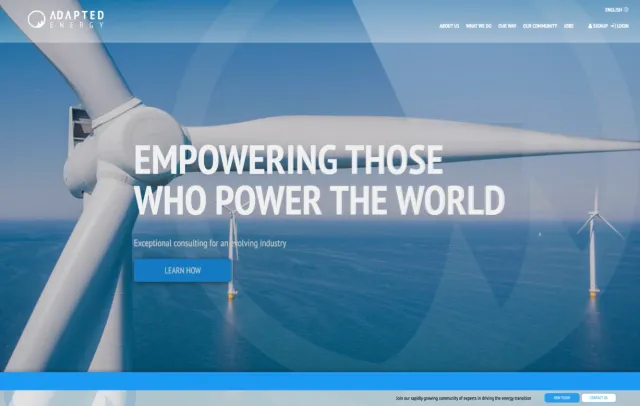 ADAPTED
ENERGY
ENGLISH
ABOUT US WHAT WE DO OUR WAY OUR COMMUNITY JOBS SIGNUP LOGIN
EMPOWERING THOSE
WHO POWER THE WORLD
Exceptional consulting for an evolving industry
LEARN HOW
Join our rapidly-growing community of experts in driving the energy transition
CONTACT US